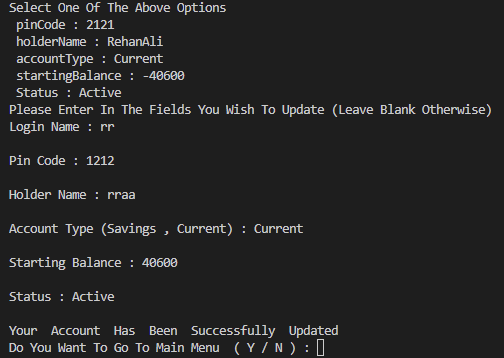 Select One Of The Above Options
pinCode : 2121
holderName : RehanAli
accountType : Current
startingBalance : -40600
Status : Active
Please Enter In The Fields You Wish To Update (Leave Blank Otherwise)
Login Name : rr
Pin Code : 1212
Holder Name : rraa
Account Type (Savings , Current) : Current
Starting Balance : 40600
Status : Active
Your  Account  Has  Been  Successfully  Updated
Do You Want To Go To Main Menu  ( Y / N ) :